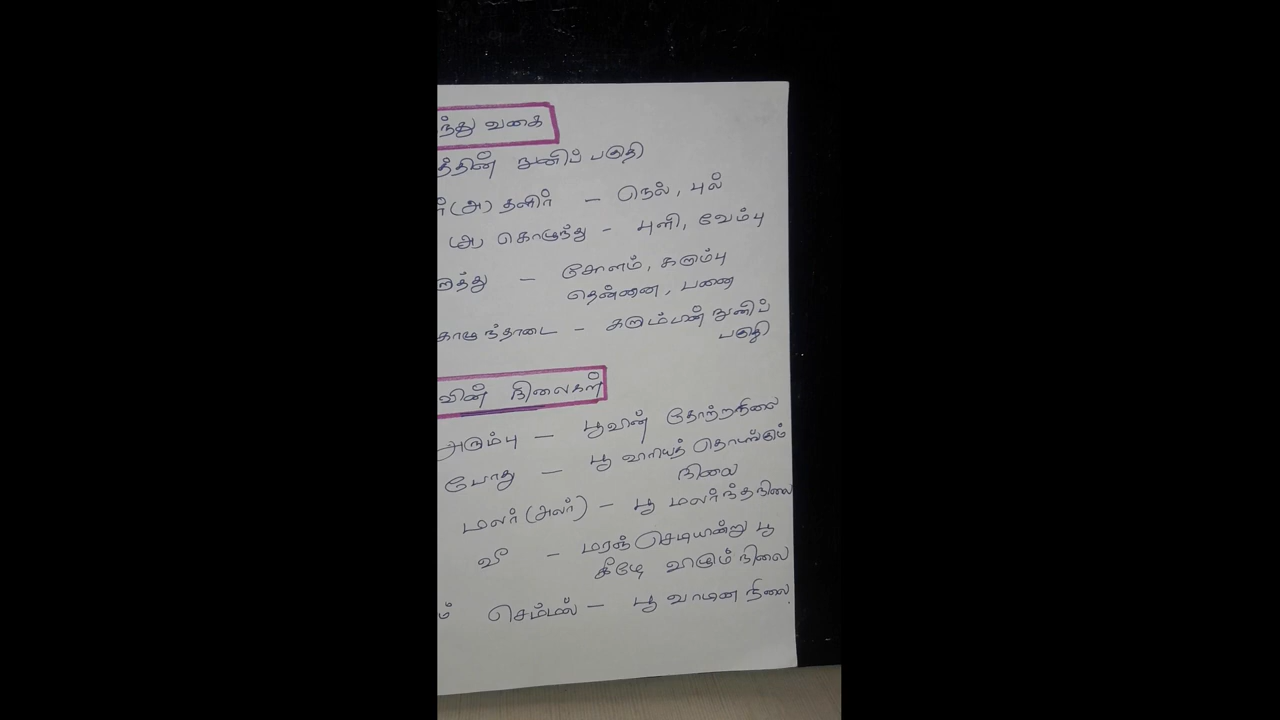 ந்து வகை
த்தின் நுனிப் பகுதி
ர்(அ) தளிர் – நெல், புல்
(அ) கொழுந்து – புளி, வேம்பு
ருத்து – சோளம், கரும்பு
தென்னை, பனை
காழுந்தாடை – கரும்பின் நுனிப்
பகுதி
வின் நிலைகள்
அரும்பு – பூவின் தோற்றநிலை
போது – பூ விரியத் தொடங்கும்
நிலை
மலர் (அலர்) – பூ மலர்ந்தநிலை
வீ – மரஞ் செடியினின்று பூ
கீழே விழும் நிலை
ம் செம்மல் – பூ வாடின நிலை.